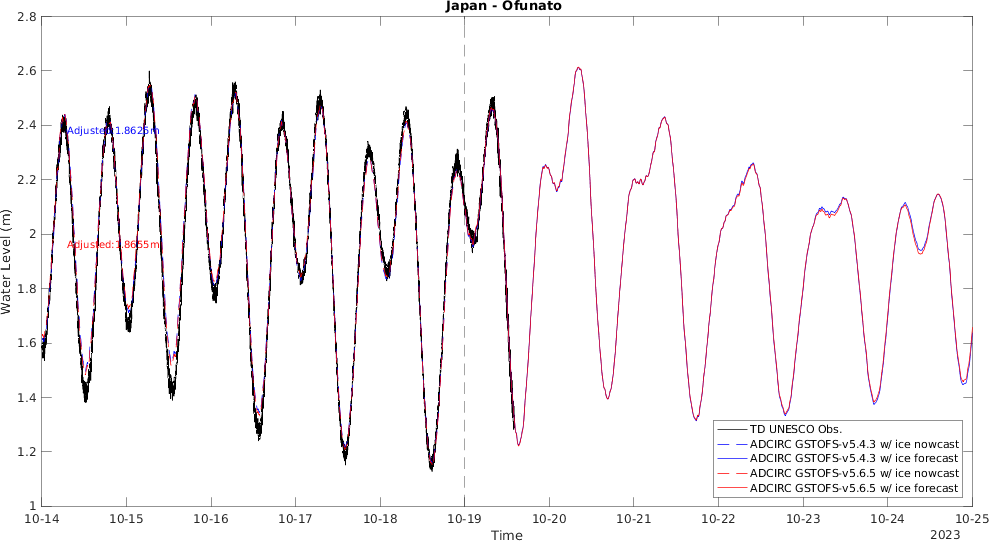 Japan - Ofunato
2.8
2.6
2.4
2.2
2
1.8
1.6
1.4
1.2
1
Water Level (m)
Adjusted:1.8625m
Adjusted:1.8655m
TD UNESCO Obs.
ADCIRC GSTOFS-v5.4.3 w/ ice nowcast
ADCIRC GSTOFS-v5.4.3 w/ ice forecast
ADCIRC GSTOFS-v5.6.5 w/ ice nowcast
ADCIRC GSTOFS-v5.6.5 w/ ice forecast
10-14 10-15 10-16 10-17 10-18 10-19 10-20 10-21 10-22 10-23 10-24 10-25
Time
2023